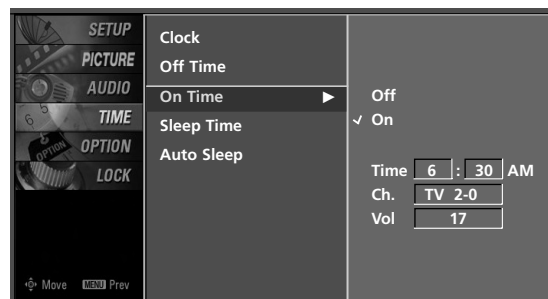 SETUP
PICTURE
AUDIO
TIME
OPTION
LOCK
Move MENU Prev
Clock
Off Time
On Time ▶
Sleep Time
Auto Sleep
Off
✓ On
Time 6 : 30 AM
Ch. TV 2-0
Vol 17